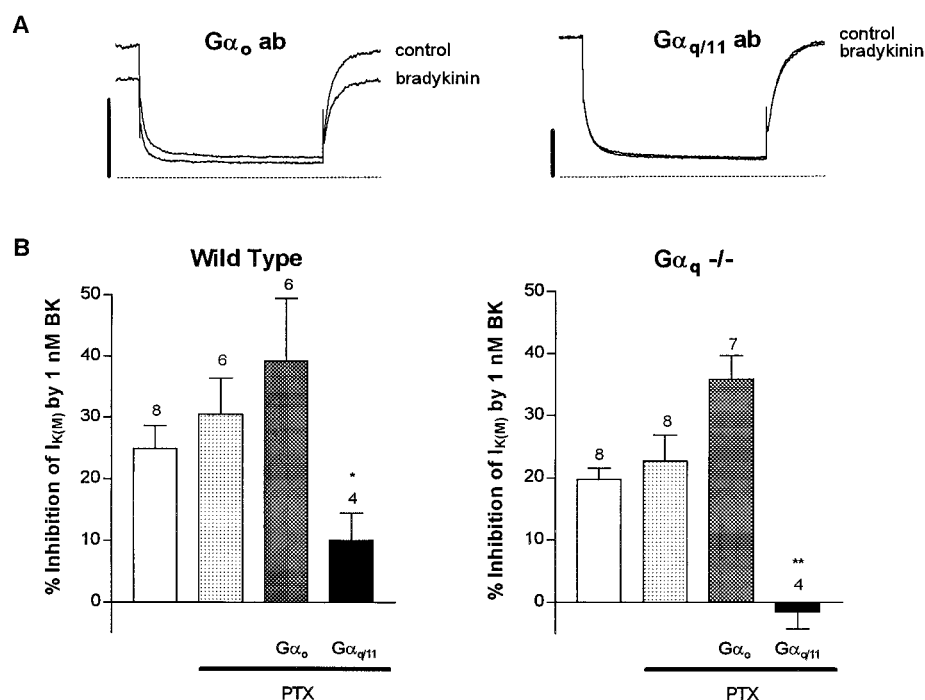 A
Gαo ab
control
bradykinin
Gαq/11 ab
control
bradykinin
B
Wild Type
% Inhibition of IK(M) by 1 nM BK
50
40
30
20
10
0
8
6
6
*
4
Gαo
Gαq/11
PTX
Gαq -/-
% Inhibition of IK(M) by 1 nM BK
50
40
30
20
10
0
8
8
7
**
4
Gαo
Gαq/11
PTX